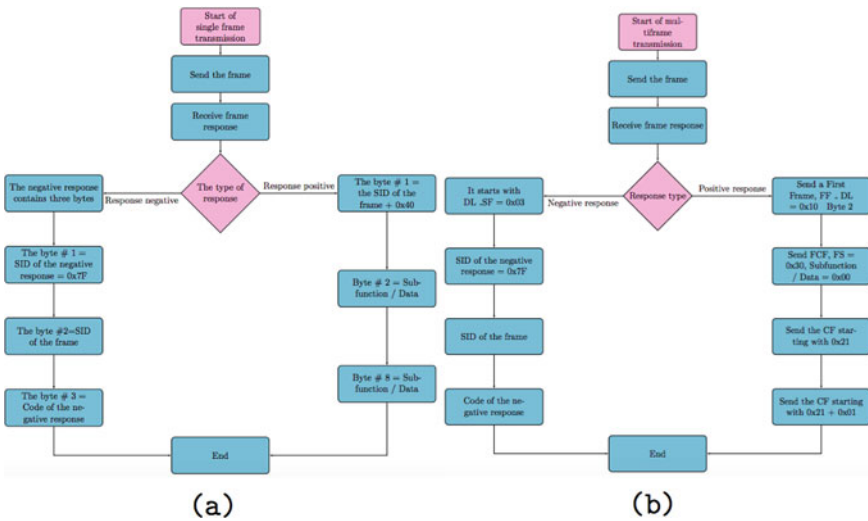 Start of
single frame
transmission
Send the frame
Receive frame
response
The type of
response
Response negative
Response positive
The negative response
contains three bytes
The byte # 1 =
SID of the negative
response = 0x7F
The byte #2=SID
of the frame
The byte # 3 =
Code of the ne-
gative response
The byte # 1 =
the SID of the
frame + 0x40
Byte # 2 = Sub-
function / Data
Byte # 8 = Sub-
function / Data
End
(a)
Start of mul-
tiframe
transmission
Send the frame
Receive frame response
Response type
Negative response
Positive response
It starts with
DL .SF = 0x03
SID of the negative
response = 0x7F
SID of the frame
Code of the ne-
gative response
Send a First
Frame, FF . DL
= 0x10 Byte 2
Send FCF, FS =
0x30, Subfunction
/ Data = 0x00
Send the CF star-
ting with 0x21
Send the CF starting
with 0x21 + 0x01
End
(b)